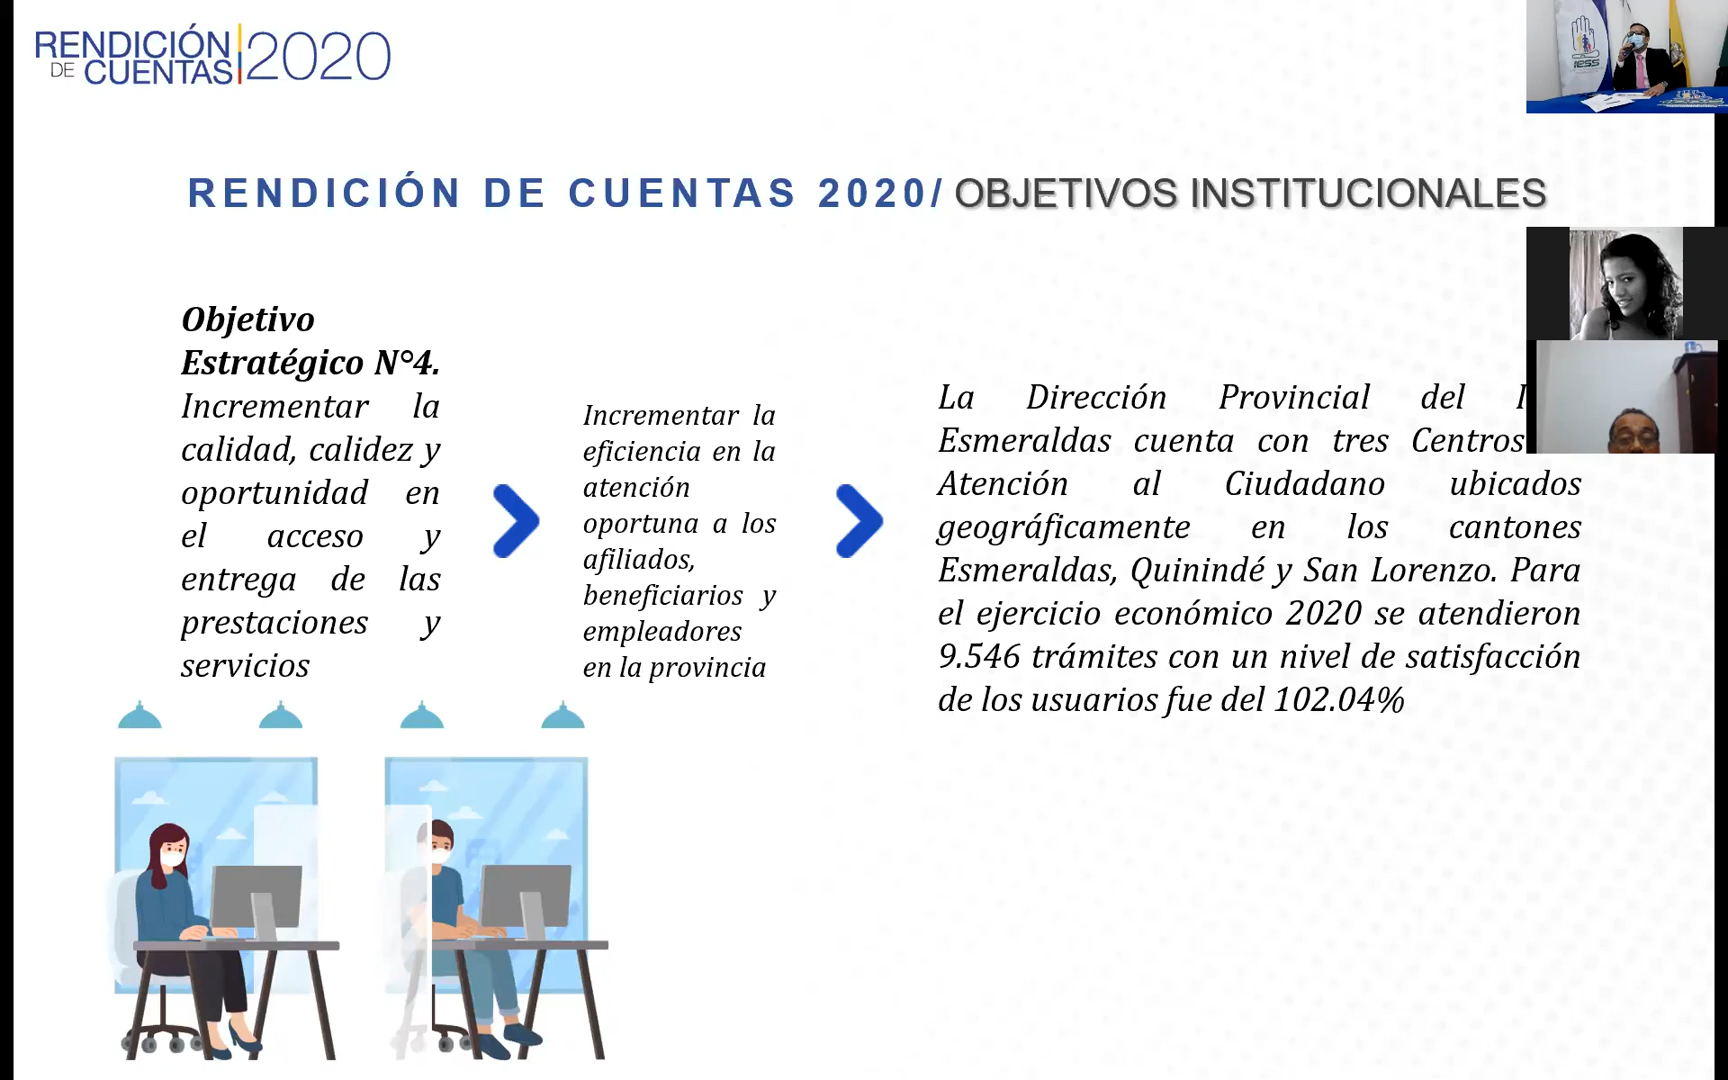 RENDICIÓN
DE CUENTAS
2020
IESS
RENDICIÓN DE CUENTAS 2020/ OBJETIVOS INSTITUCIONALES
Objetivo
Estratégico N°4.
Incrementar la
calidad, calidez y
oportunidad en
el acceso y
entrega de las
prestaciones y
servicios
Incrementar la
eficiencia en la
atención
oportuna a los
afiliados,
beneficiarios y
empleadores
en la provincia
La Dirección Provincial del
Esmeraldas cuenta con tres Centros
Atención al Ciudadano ubicados
geográficamente en los cantones
Esmeraldas, Quinindé y San Lorenzo. Para
el ejercicio económico 2020 se atendieron
9.546 trámites con un nivel de satisfacción
de los usuarios fue del 102.04%